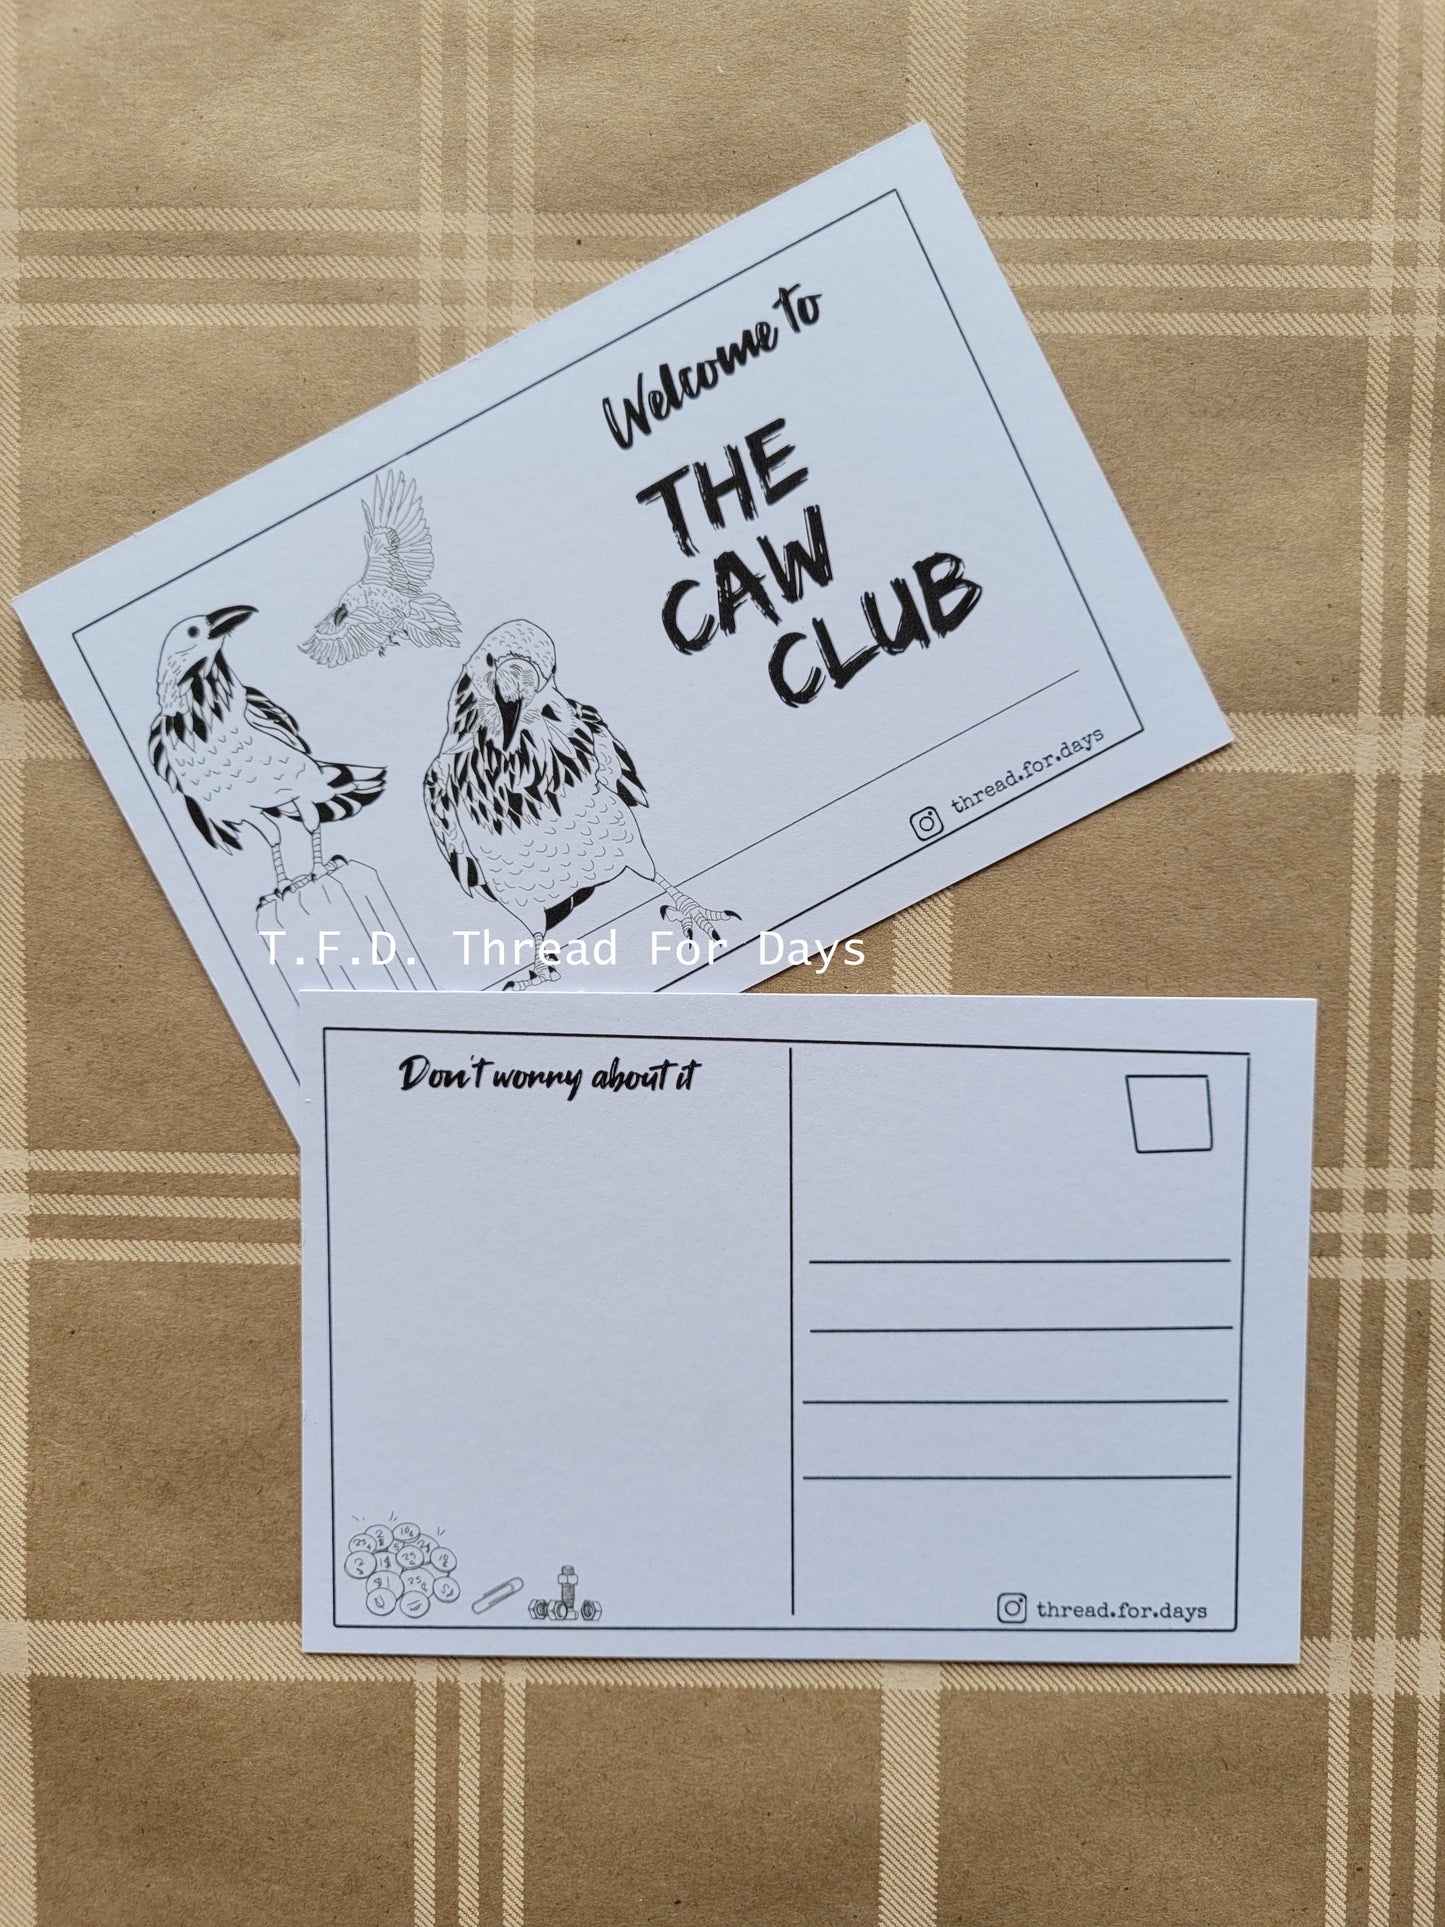 Welcome to
THE
CAW
CLUB
thread.for.days
T.F.D. Thread For Days
Don't worry about it
thread.for.days